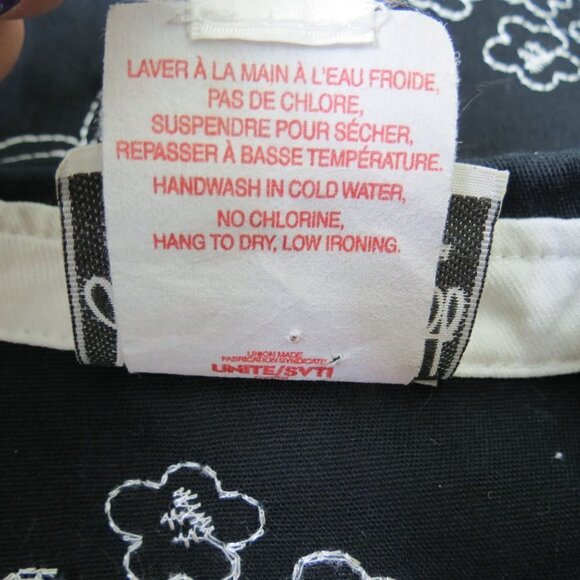 LAVER À LA MAIN À L'EAU FROIDE,
PAS DE CHLORE,
SUSPENDRE POUR SÉCHER,
REPASSER À BASSE TEMPÉRATURE.
HANDWASH IN COLD WATER,
NO CHLORINE,
HANG TO DRY, LOW IRONING.
UNION MADE
FABRICATION SYNDICATE
UNITE/SVTI